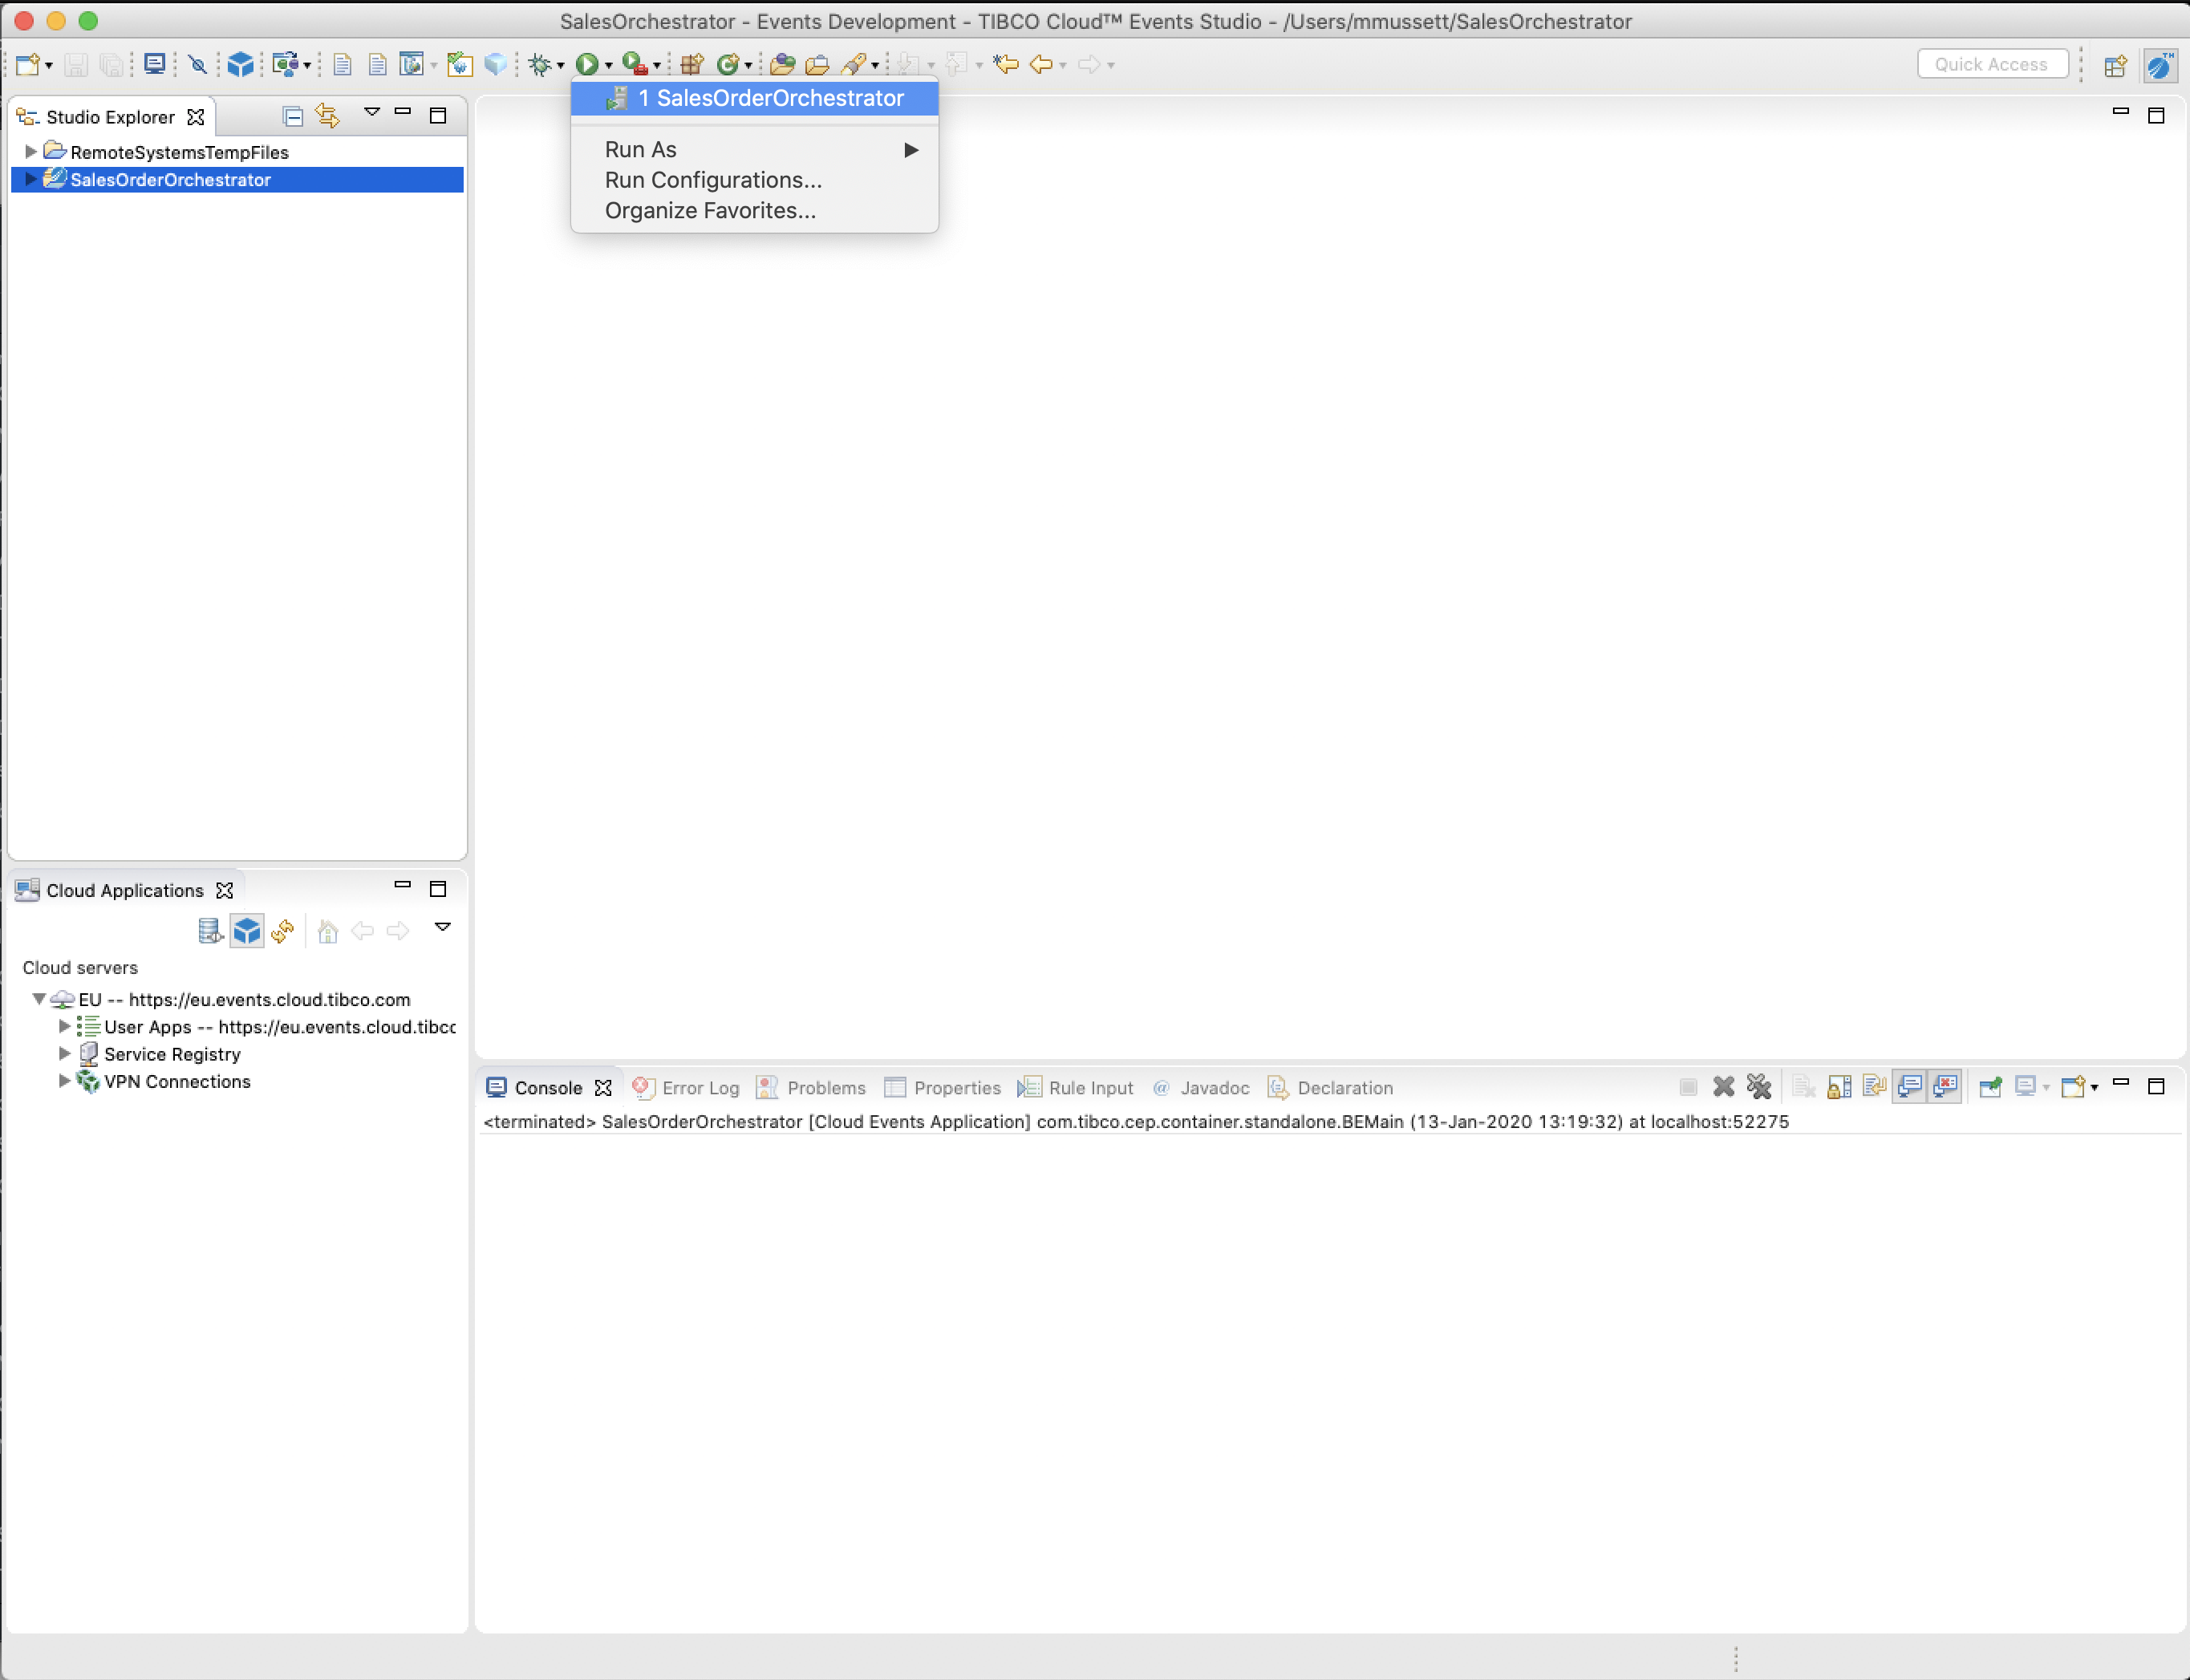 SalesOrchestrator - Events Development - TIBCO Cloud™ Events Studio - /Users/mmussett/SalesOrchestrator
Quick Access
Studio Explorer
RemoteSystemsTempFiles
SalesOrderOrchestrator
1 SalesOrderOrchestrator
Run As
Run Configurations...
Organize Favorites...
Cloud Applications
Cloud servers
EU -- https://eu.events.cloud.tibco.com
User Apps -- https://eu.events.cloud.tibcc
Service Registry
VPN Connections
Console Error Log Problems Properties Rule Input @ Javadoc Declaration
<terminated> SalesOrderOrchestrator [Cloud Events Application] com.tibco.cep.container.standalone.BEMain (13-Jan-2020 13:19:32) at localhost:52275